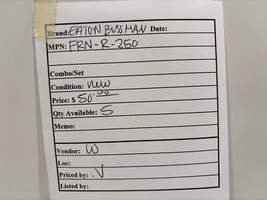 Brand: EATON BUSSMAN Date:
MPN: FRN-R-250
Combo/Set
Condition: new
Price: $ 50.00
Qty Available: 5
Memo:
Vendor: W
Loc:
Priced by: .V
Listed by: